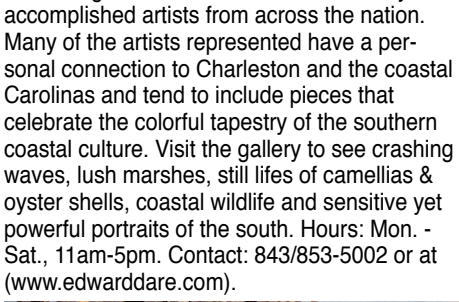 accomplished artists from across the nation.
Many of the artists represented have a per-
sonal connection to Charleston and the coastal
Carolinas and tend to include pieces that
celebrate the colorful tapestry of the southern
coastal culture. Visit the gallery to see crashing
waves, lush marshes, still lifes of camellias &
oyster shells, coastal wildlife and sensitive yet
powerful portraits of the south. Hours: Mon. -
Sat., 11am-5pm. Contact: 843/853-5002 or at
(www.edwarddare.com).